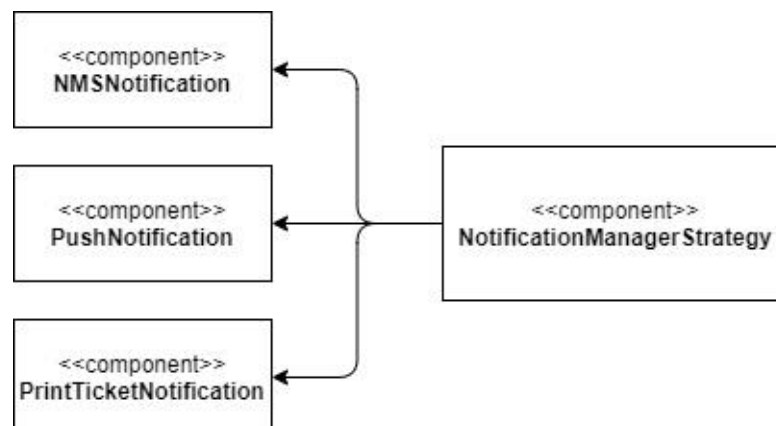 <<component>>
NMSNotification
<<component>>
PushNotification
<<component>>
NotificationManagerStrategy
<<component>>
PrintTicketNotification